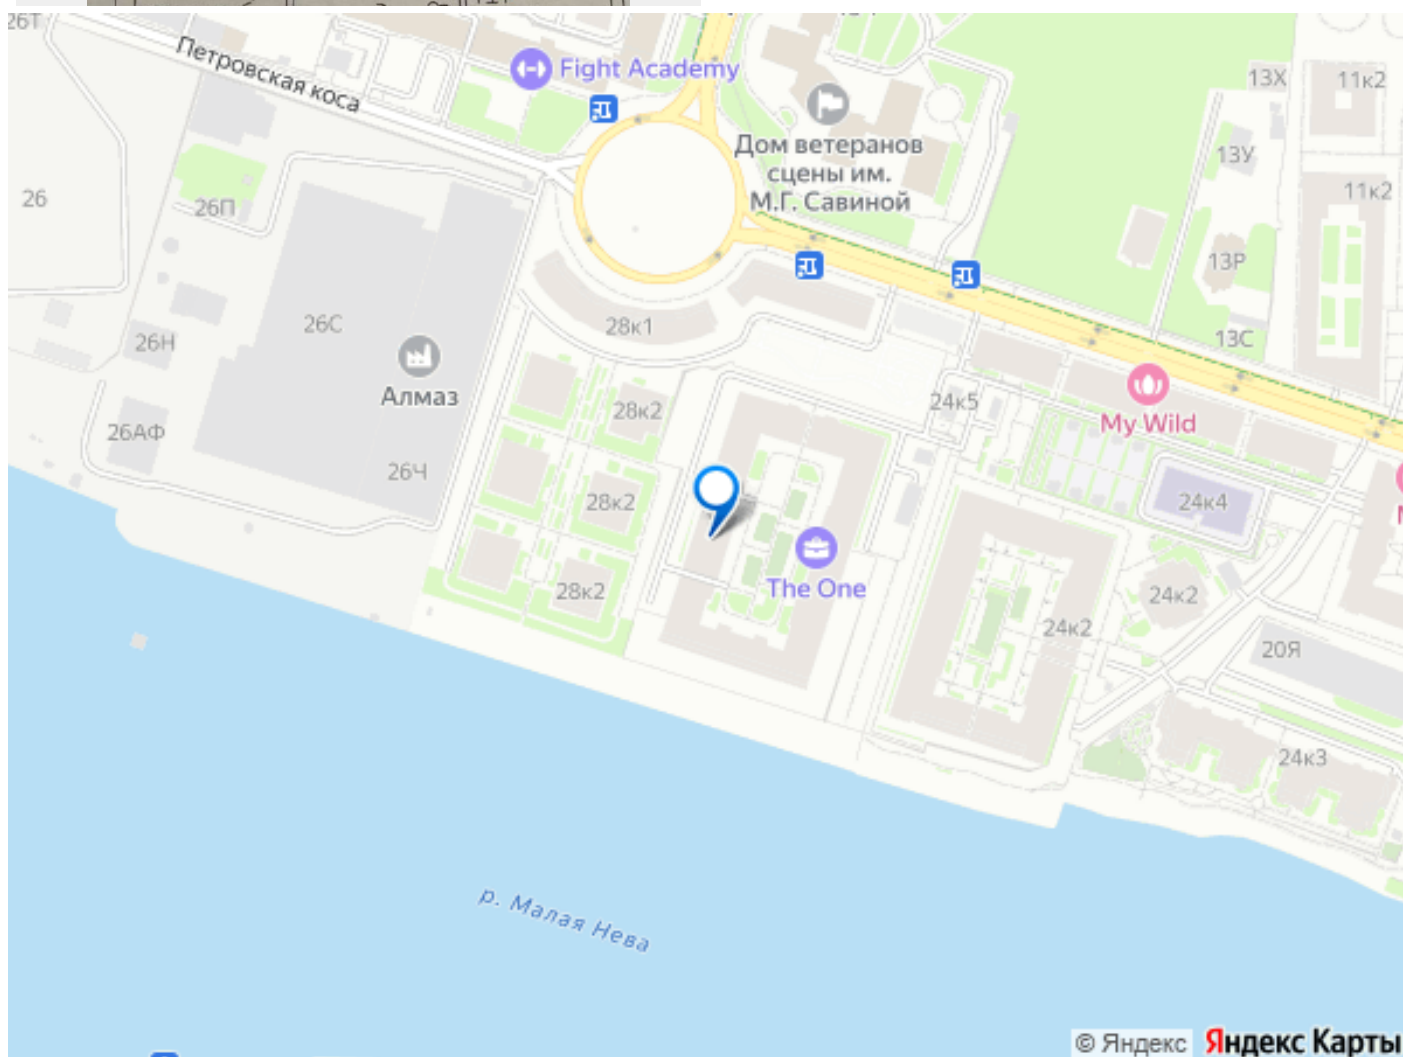 26Т
Петровская коса
Fight Academy
13Х
11к2
Дом ветеранов
сцены им.
М.Г. Савиной
13У
11к2
26
26П
13Р
26С
28к1
13С
26Н
Алмаз
My Wild
24к5
28к2
26АФ
26Ч
28к2
24к4
The One
28к2
24к2
24к2
20Я
24к3
р. Малая Нева
© Яндекс Яндекс Карты